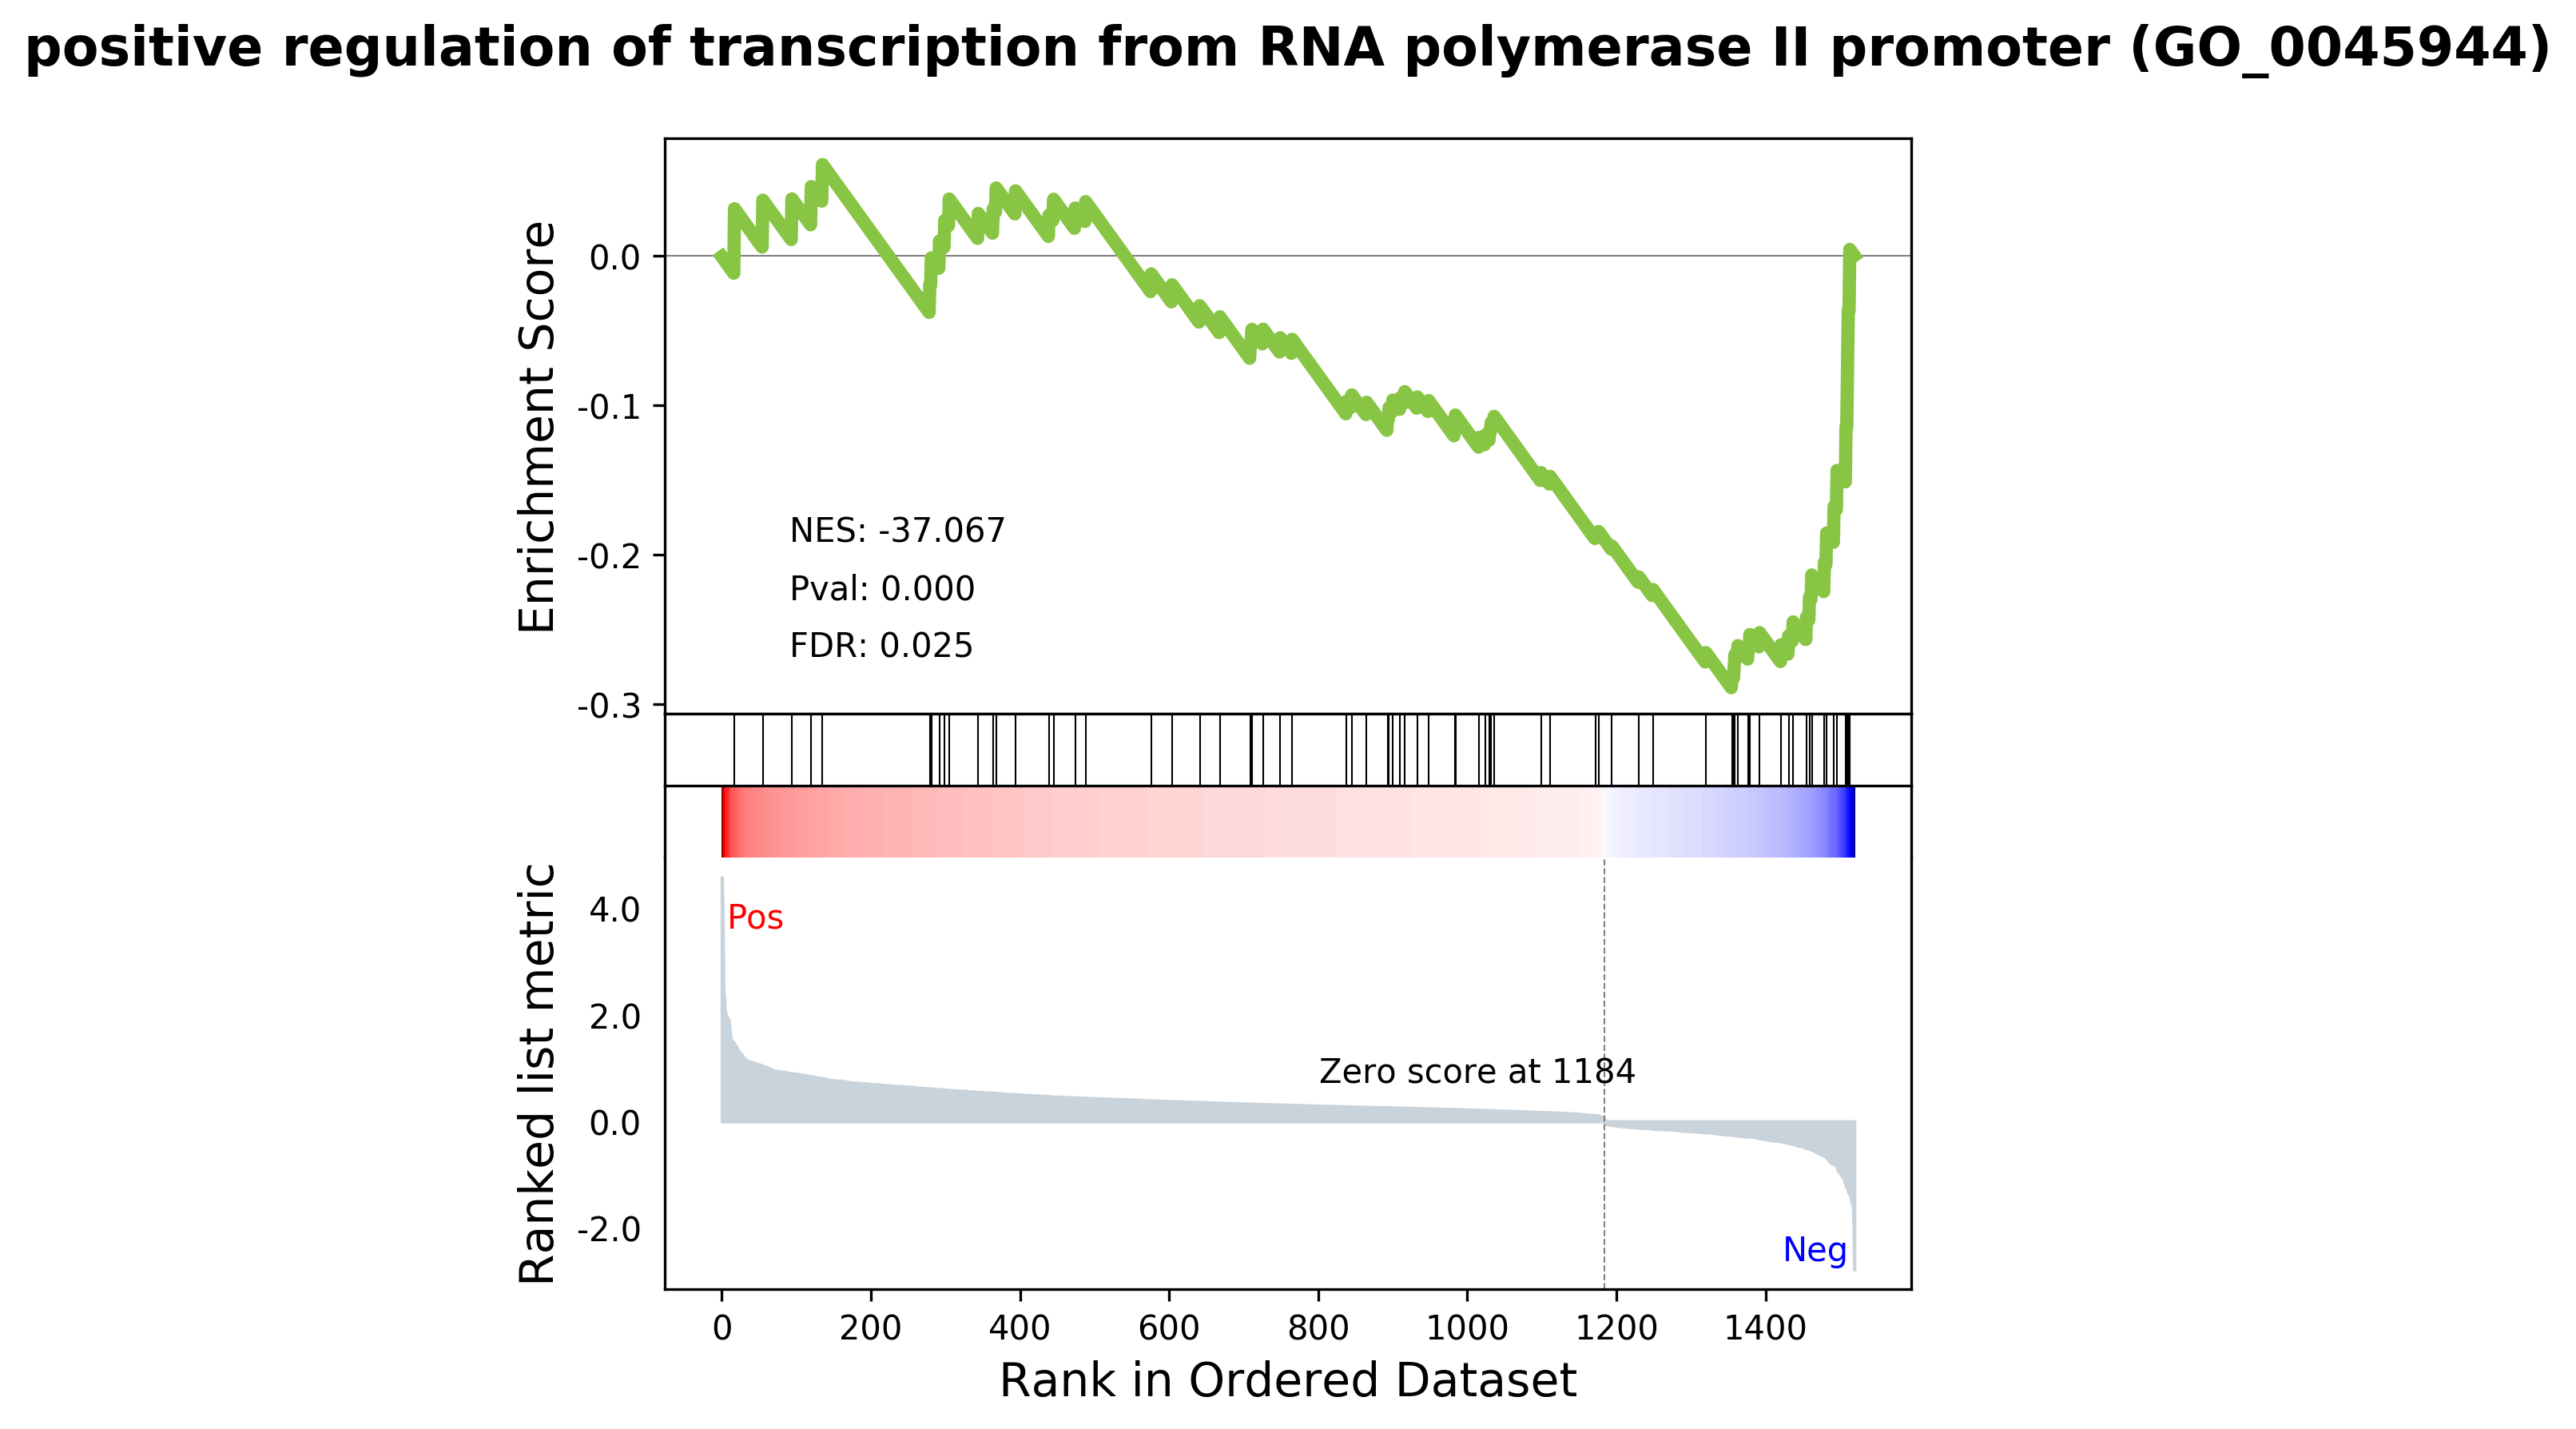 positive regulation of transcription from RNA polymerase II promoter (GO_0045944)
Enrichment Score
0.0
-0.1
-0.2
-0.3
NES: -37.067
Pval: 0.000
FDR: 0.025
Ranked list metric
4.0
2.0
0.0
-2.0
Pos
Zero score at 1184
Neg
0 200 400 600 800 1000 1200 1400
Rank in Ordered Dataset